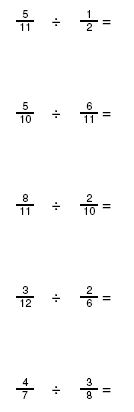 5/11 ÷ 1/2 =
5/10 ÷ 6/11 =
8/11 ÷ 2/10 =
3/12 ÷ 2/6 =
4/7 ÷ 3/8 =